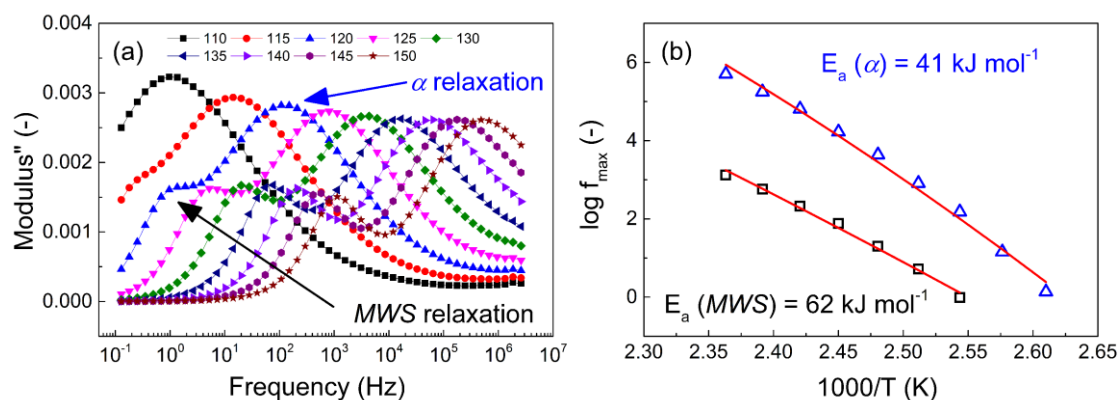 (a)
110 115 120 125 130
135 140 145 150
α relaxation
MWS relaxation
Modulus" (-)
0.004
0.003
0.002
0.001
0.000
10⁻¹ 10⁰ 10¹ 10² 10³ 10⁴ 10⁵ 10⁶ 10⁷
Frequency (Hz)
(b)
Eₐ (α) = 41 kJ mol⁻¹
Eₐ (MWS) = 62 kJ mol⁻¹
log fₘₐₓ (-)
6
4
2
0
2.30 2.35 2.40 2.45 2.50 2.55 2.60 2.65
1000/T (K)